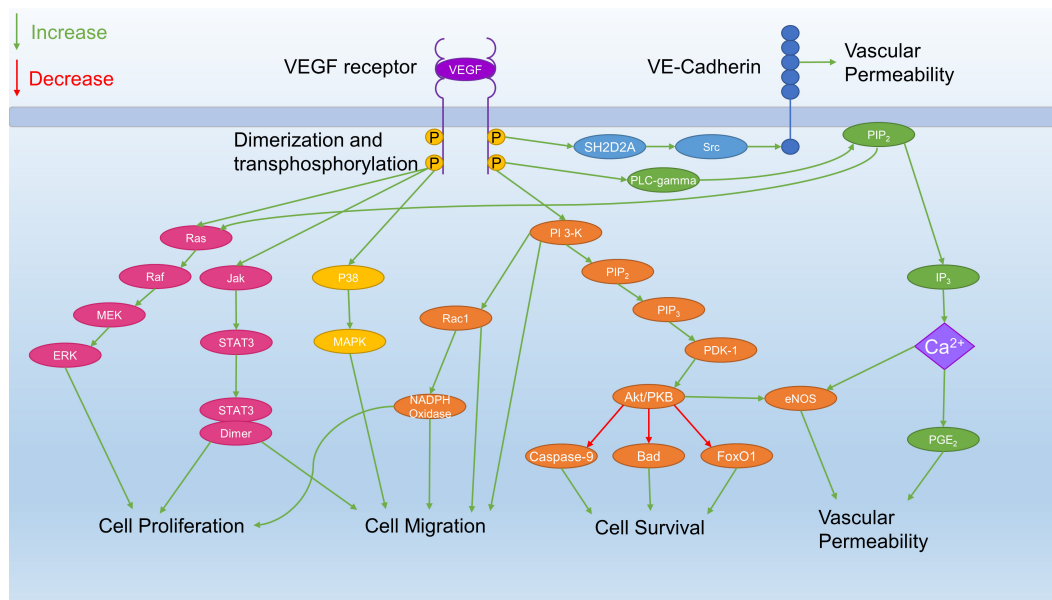 Increase
Decrease
VEGF receptor
VEGF
VE-Cadherin
Vascular
Permeability
Dimerization and
transphosphorylation
P
P
P
P
SH2D2A
Src
PLC-gamma
PIP2
Ras
Raf
MEK
ERK
Jak
STAT3
STAT3
Dimer
P38
MAPK
PI 3-K
PIP2
PIP3
PDK-1
Rac1
NADPH
Oxidase
Akt/PKB
Caspase-9
Bad
FoxO1
eNOS
IP3
Ca2+
PGE2
Cell Proliferation
Cell Migration
Cell Survival
Vascular
Permeability